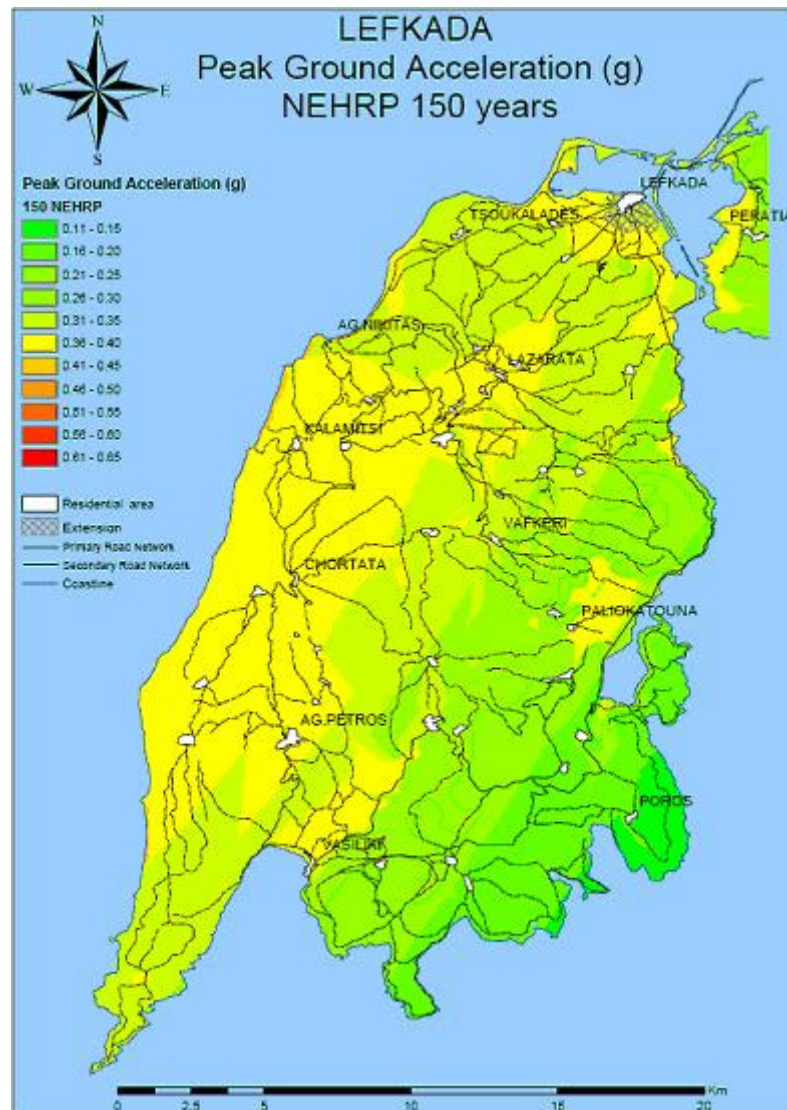 LEFKADA
Peak Ground Acceleration (g)
NEHRP 150 years
N
W
E
S
Peak Ground Acceleration (g)
150 NEHRP
0.11 - 0.15
0.16 - 0.20
0.21 - 0.25
0.26 - 0.30
0.31 - 0.35
0.36 - 0.40
0.41 - 0.45
0.46 - 0.50
0.51 - 0.55
0.56 - 0.60
0.61 - 0.65
Residential area
Extension
Primary Road Network
Secondary Road Network
Coastline
LEFKADA
TSOUKALADES
PERATIA
AG.NIKITAS
LAZARATA
KALAMITSI
VAFKERI
CHORTATA
PALIOKATOUNA
AG.PETROS
POROS
VASILIKI
Km
0 2.5 5 10 15 20